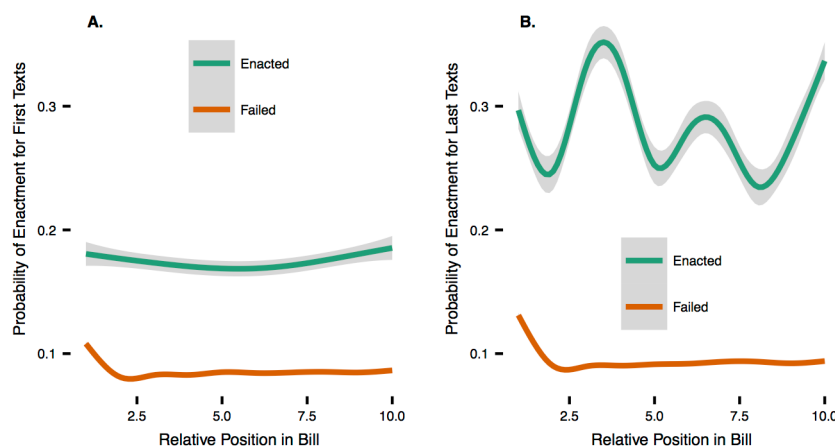 A.
Probability of Enactment for First Texts
0.3
0.2
0.1
Enacted
Failed
2.5 5.0 7.5 10.0
Relative Position in Bill
B.
Probability of Enactment for Last Texts
0.3
0.2
0.1
Enacted
Failed
2.5 5.0 7.5 10.0
Relative Position in Bill